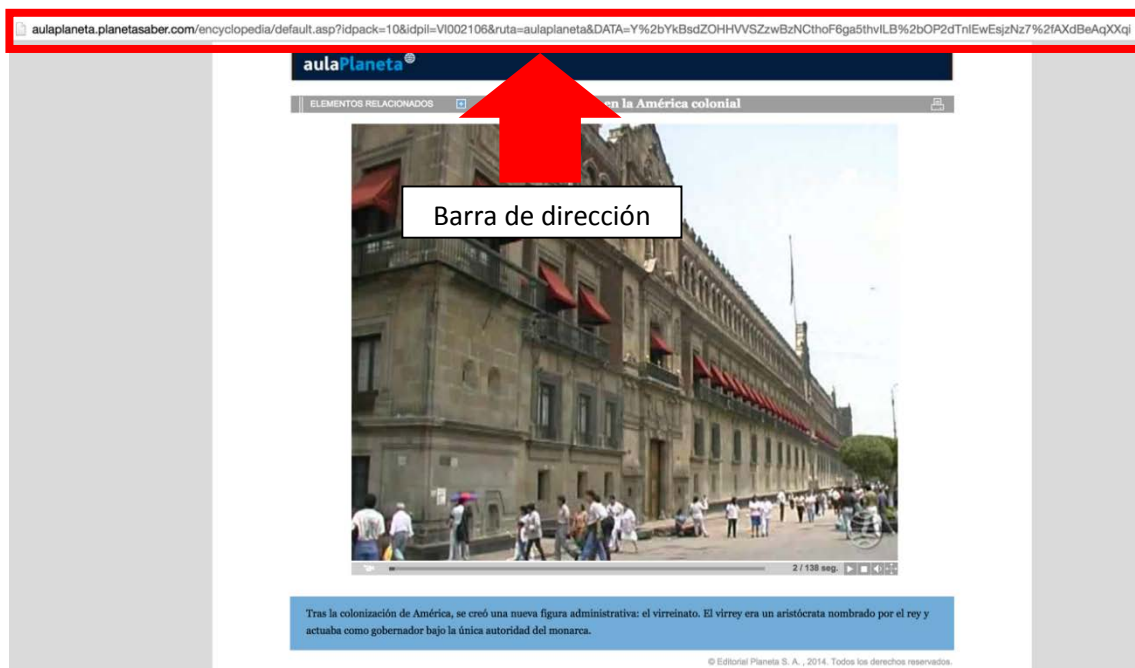 aulaplaneta.planetasaber.com/encyclopedia/default.asp?idpack=10&idpil=VI002106&ruta=aulaplaneta&DATA=Y%2bYkBsdZOHHVVSZzwBzNCthoF6ga5thvILB%2bOP2dTnIEwEsjzNz7%2fAXdBeAqXXqi
aulaPlaneta
ELEMENTOS RELACIONADOS en la América colonial
Barra de dirección
2 / 138 seg.
Tras la colonización de América, se creó una nueva figura administrativa: el virreinato. El virrey era un aristócrata nombrado por el rey y
actuaba como gobernador bajo la única autoridad del monarca.
© Editorial Planeta S. A. , 2014. Todos los derechos reservados.